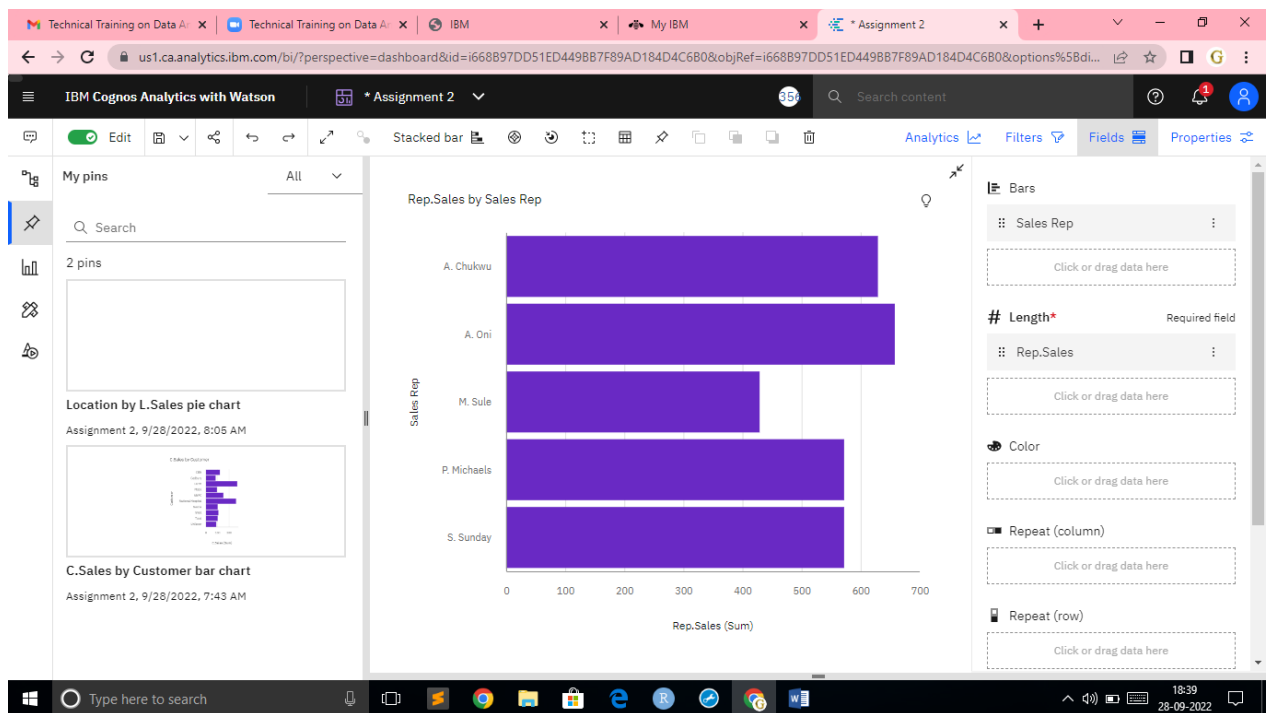 Technical Training on Data Ar
Technical Training on Data Ar
IBM
My IBM
* Assignment 2
us1.ca.analytics.ibm.com/bi/?perspective=dashboard&id=i668B97DD51ED449BB7F89AD184D4C6B0&objRef=i668B97DD51ED449BB7F89AD184D4C6B0&options%5Bdi...
G
IBM Cognos Analytics with Watson
* Assignment 2
356
Search content
1
Edit
Stacked bar
Analytics
Filters
Fields
Properties
My pins
All
Search
2 pins
Location by L.Sales pie chart
Assignment 2, 9/28/2022, 8:05 AM
C.Sales by Customer
C.Sales by Customer bar chart
Assignment 2, 9/28/2022, 7:43 AM
Rep.Sales by Sales Rep
Sales Rep
A. Chukwu
A. Oni
M. Sule
P. Michaels
S. Sunday
0 100 200 300 400 500 600 700
Rep.Sales (Sum)
Bars
Sales Rep
Click or drag data here
# Length*
Required field
Rep.Sales
Click or drag data here
Color
Click or drag data here
Repeat (column)
Click or drag data here
Repeat (row)
Click or drag data here
Type here to search
18:39
28-09-2022